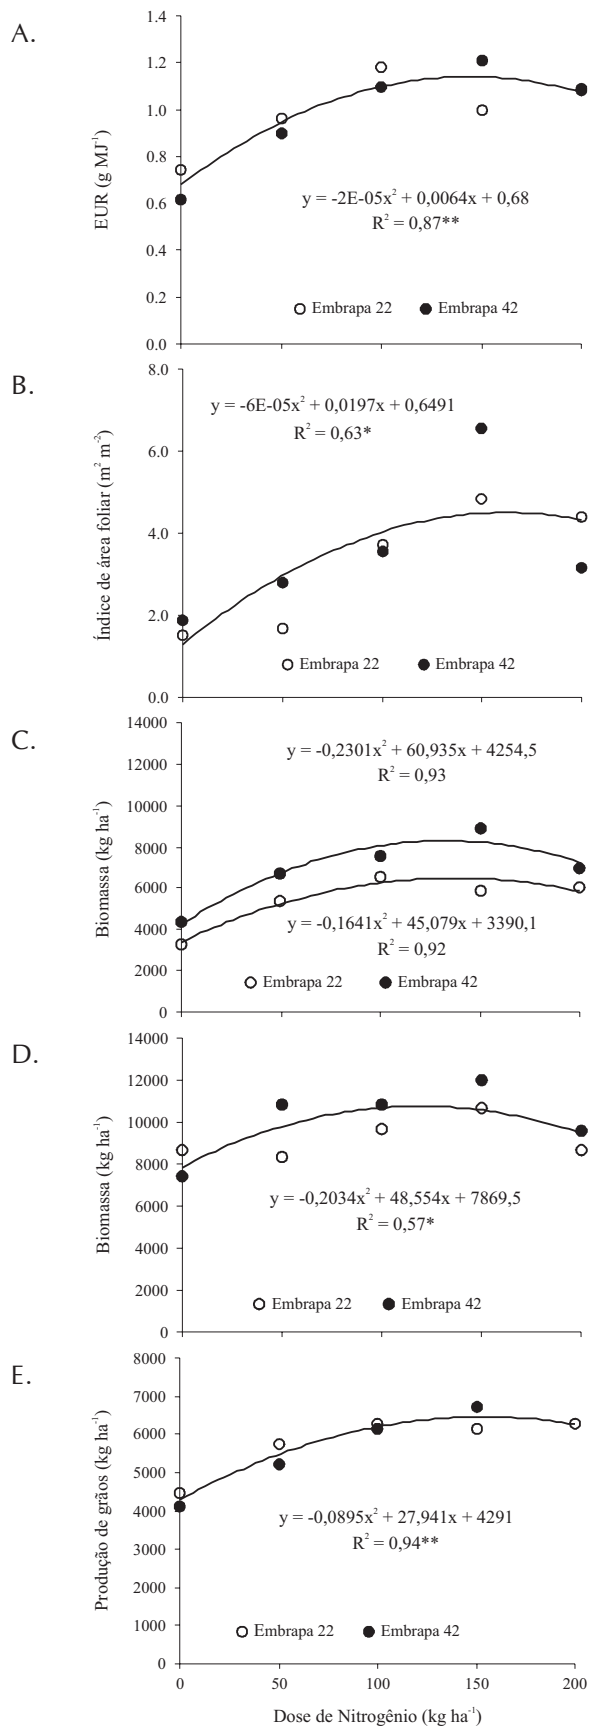 A.
1.4
1.2
1.0
0.8
0.6
0.4
0.2
0.0
EUR (g MJ⁻¹)
y = -2E-05x² + 0,0064x + 0,68
R² = 0,87**
Embrapa 22 Embrapa 42
B.
8.0
6.0
4.0
2.0
0.0
Índice de área foliar (m² m⁻²)
y = -6E-05x² + 0,0197x + 0,6491
R² = 0,63*
Embrapa 22 Embrapa 42
C.
14000
12000
10000
8000
6000
4000
2000
0
Biomassa (kg ha⁻¹)
y = -0,2301x² + 60,935x + 4254,5
R² = 0,93
y = -0,1641x² + 45,079x + 3390,1
R² = 0,92
Embrapa 22 Embrapa 42
D.
14000
12000
10000
8000
6000
4000
2000
0
Biomassa (kg ha⁻¹)
y = -0,2034x² + 48,554x + 7869,5
R² = 0,57*
Embrapa 22 Embrapa 42
E.
8000
7000
6000
5000
4000
3000
2000
1000
0
Produção de grãos (kg ha⁻¹)
y = -0,0895x² + 27,941x + 4291
R² = 0,94**
Embrapa 22 Embrapa 42
0 50 100 150 200
Dose de Nitrogênio (kg ha⁻¹)